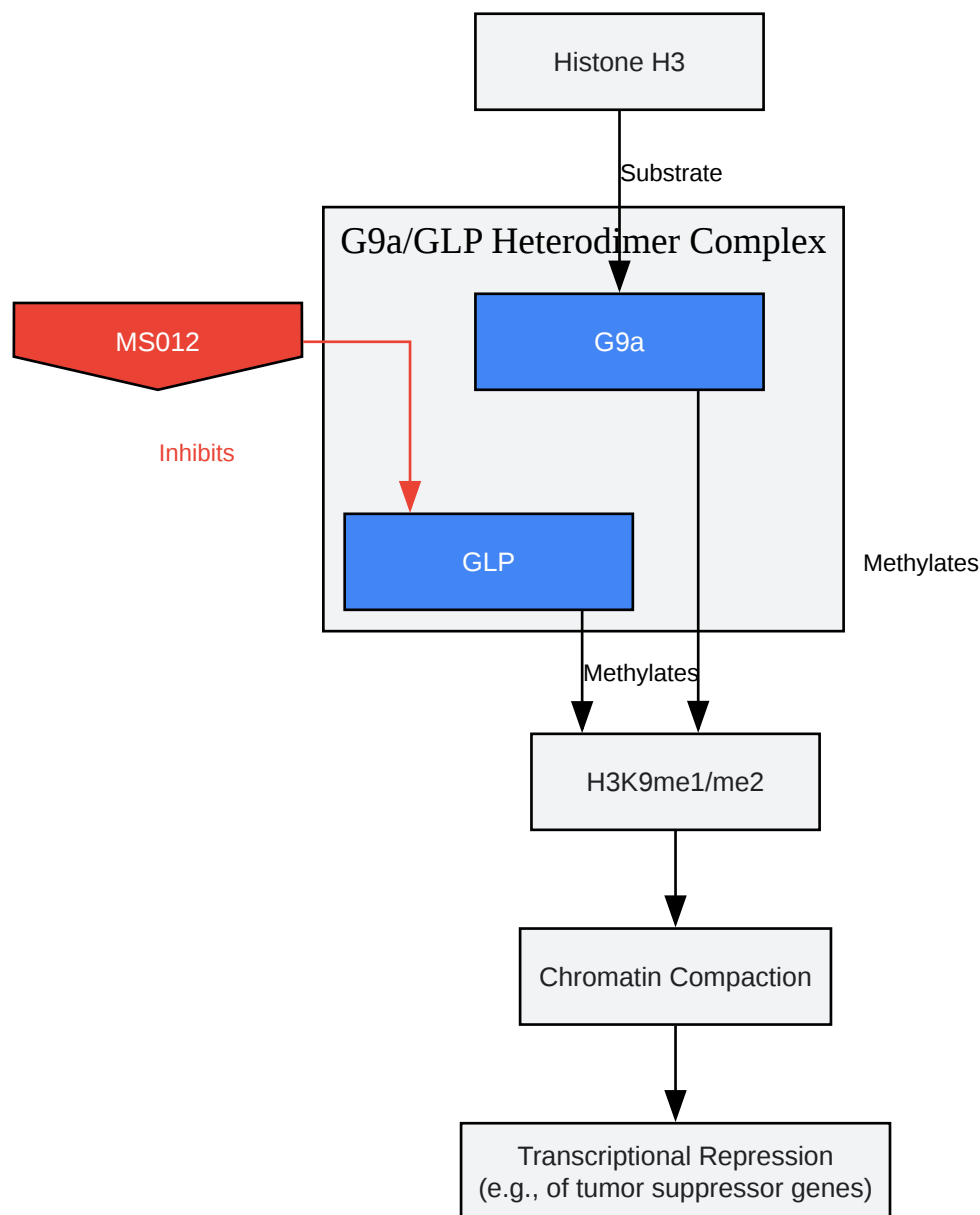 Histone H3
Substrate
G9a/GLP Heterodimer Complex
MS012
G9a
Inhibits
GLP
Methylates
Methylates
H3K9me1/me2
Chromatin Compaction
Transcriptional Repression
(e.g., of tumor suppressor genes)